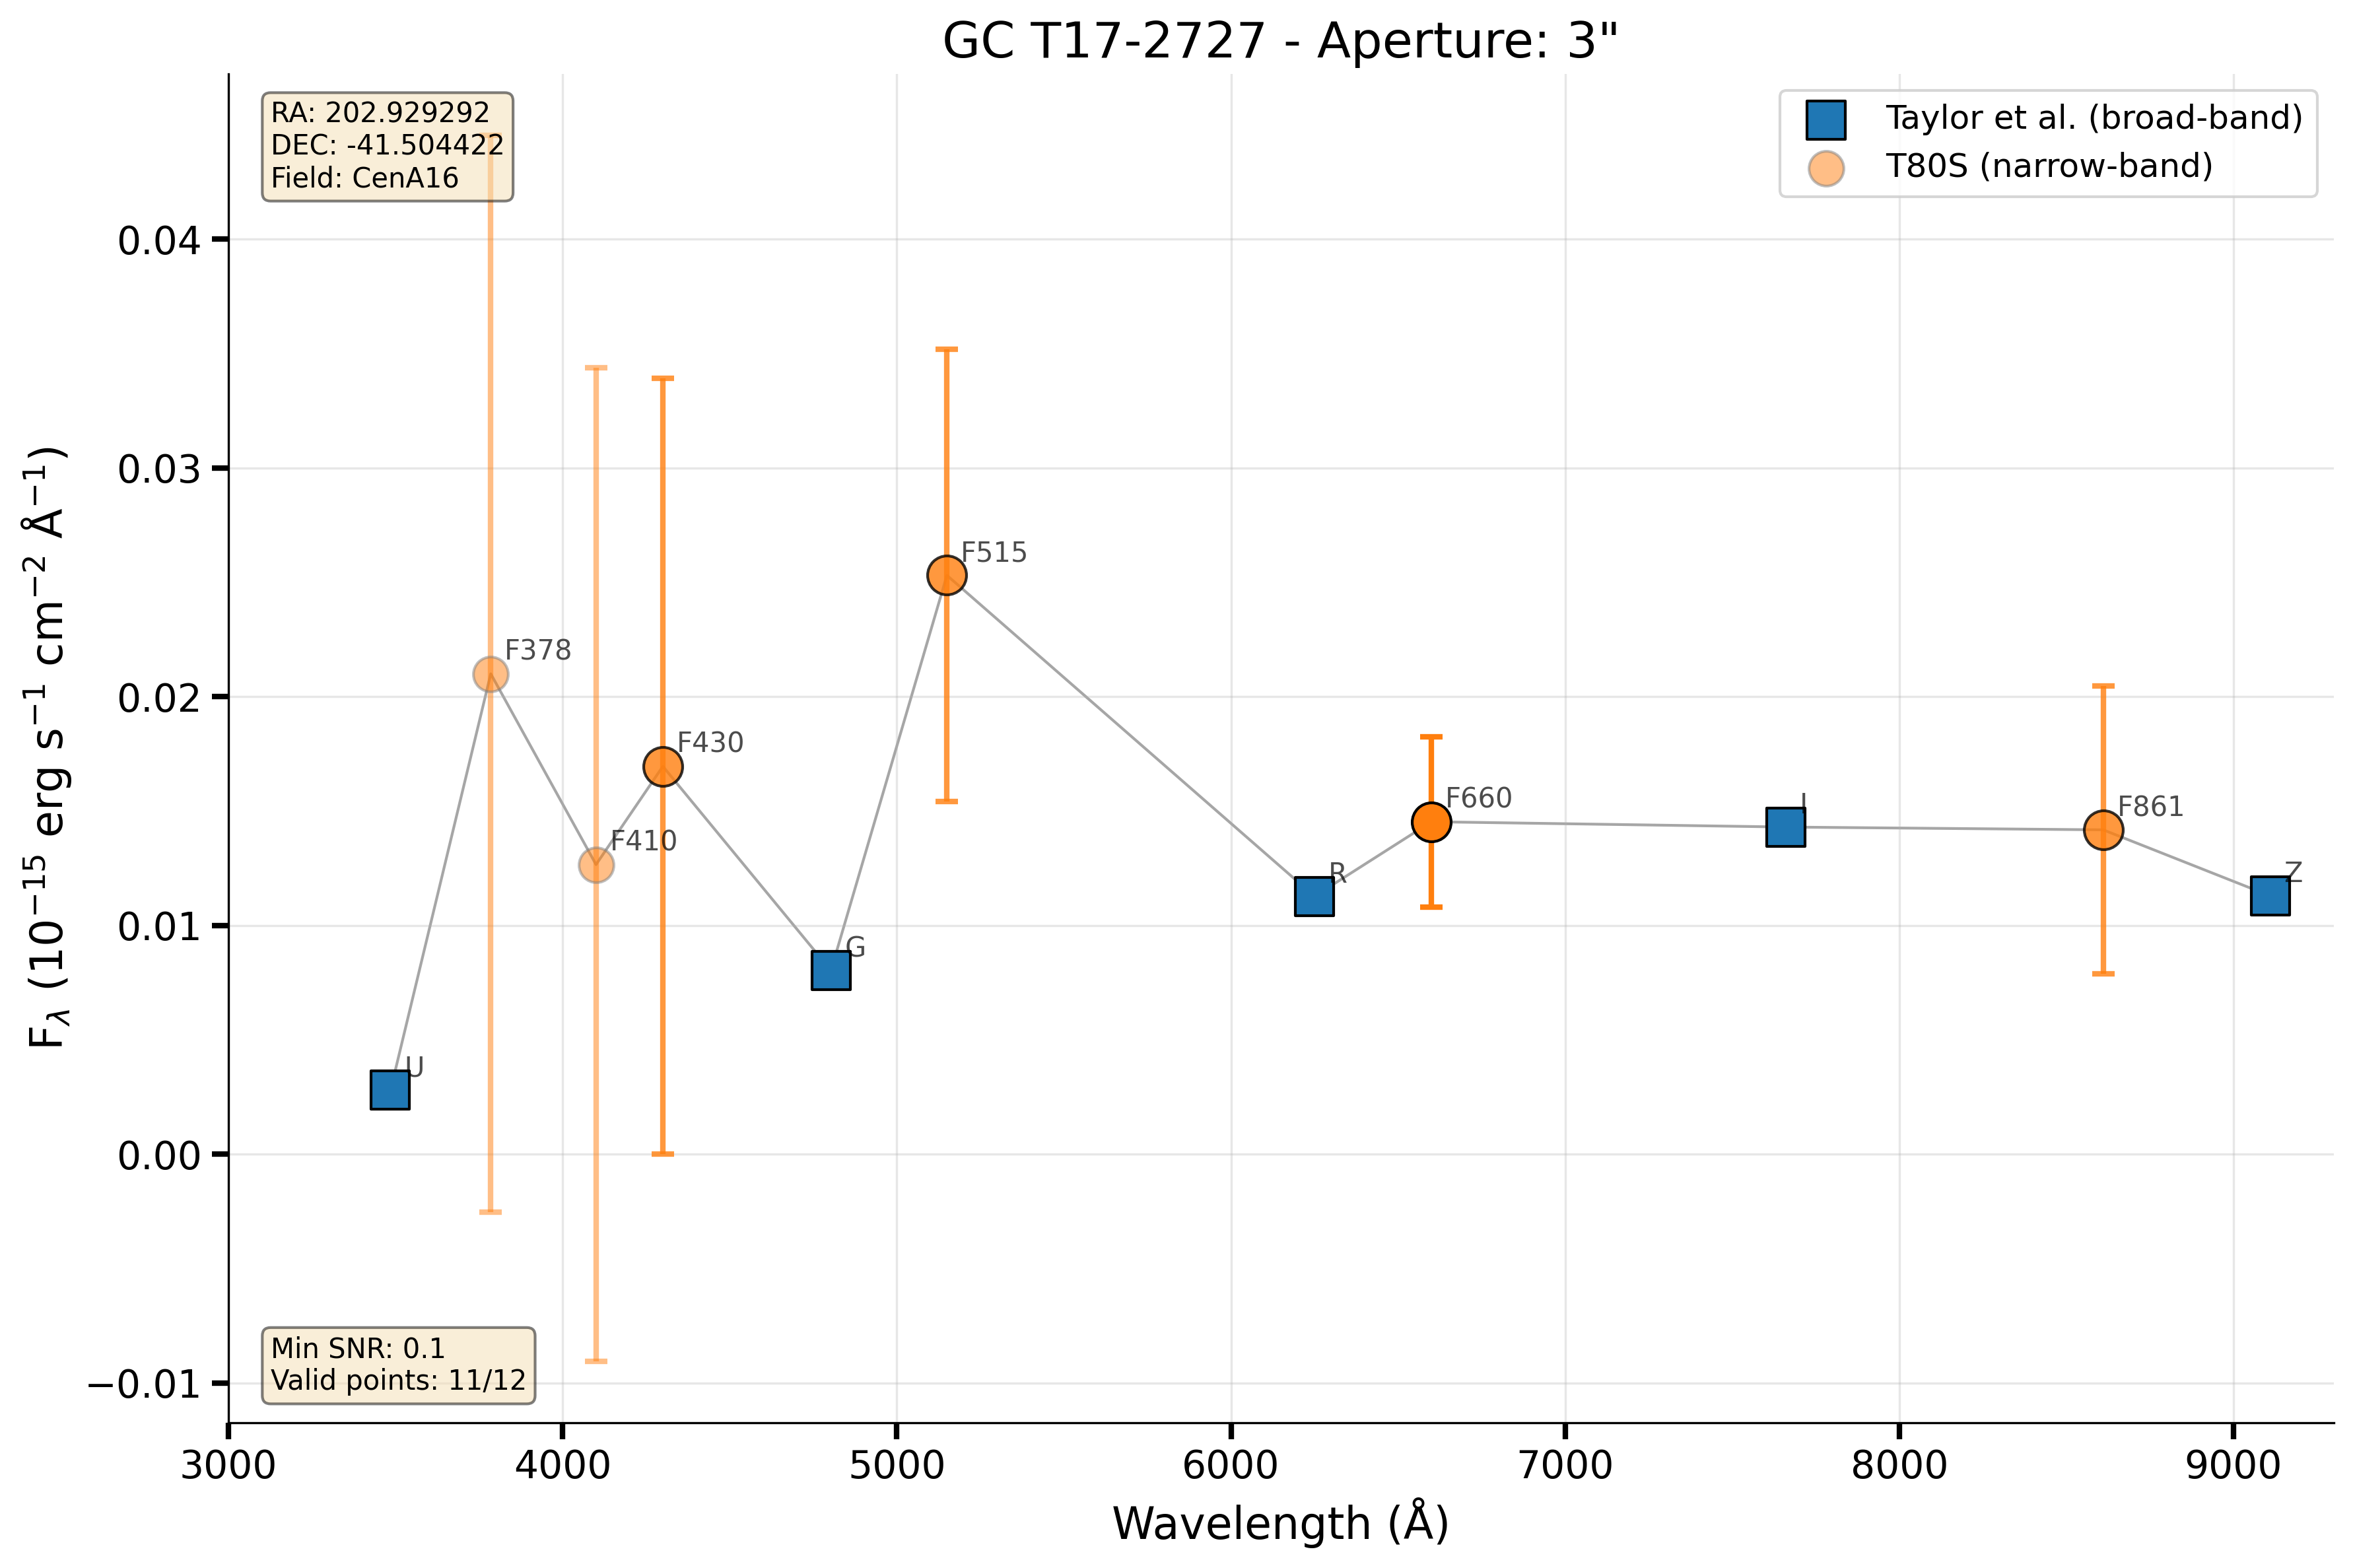 GC T17-2727 - Aperture: 3"
RA: 202.929292
DEC: -41.504422
Field: CenA16
Taylor et al. (broad-band)
T80S (narrow-band)
F_λ (10⁻¹⁵ erg s⁻¹ cm⁻² Å⁻¹)
0.04
0.03
0.02
0.01
0.00
−0.01
U
F378
F410
F430
G
F515
R
F660
I
F861
Z
Min SNR: 0.1
Valid points: 11/12
3000
4000
5000
6000
7000
8000
9000
Wavelength (Å)